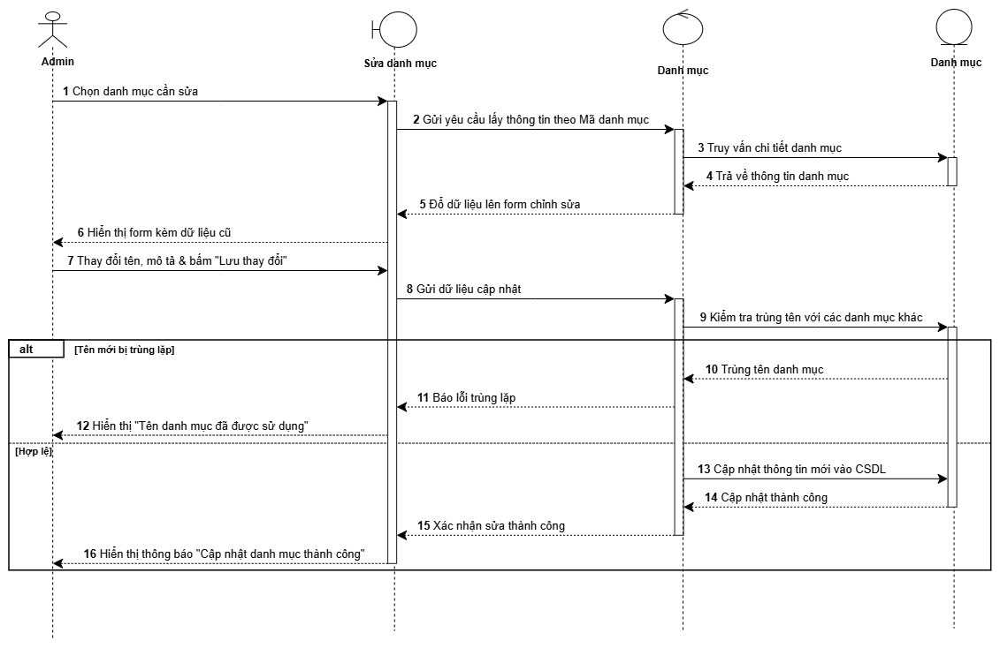 Admin
Sửa danh mục
Danh mục
Danh mục
1 Chọn danh mục cần sửa
2 Gửi yêu cầu lấy thông tin theo Mã danh mục
3 Truy vấn chi tiết danh mục
4 Trả về thông tin danh mục
5 Đổ dữ liệu lên form chỉnh sửa
6 Hiển thị form kèm dữ liệu cũ
7 Thay đổi tên, mô tả & bấm "Lưu thay đổi"
8 Gửi dữ liệu cập nhật
9 Kiểm tra trùng tên với các danh mục khác
alt
[Tên mới bị trùng lặp]
10 Trùng tên danh mục
11 Báo lỗi trùng lặp
12 Hiển thị "Tên danh mục đã được sử dụng"
[Hợp lệ]
13 Cập nhật thông tin mới vào CSDL
14 Cập nhật thành công
15 Xác nhận sửa thành công
16 Hiển thị thông báo "Cập nhật danh mục thành công"